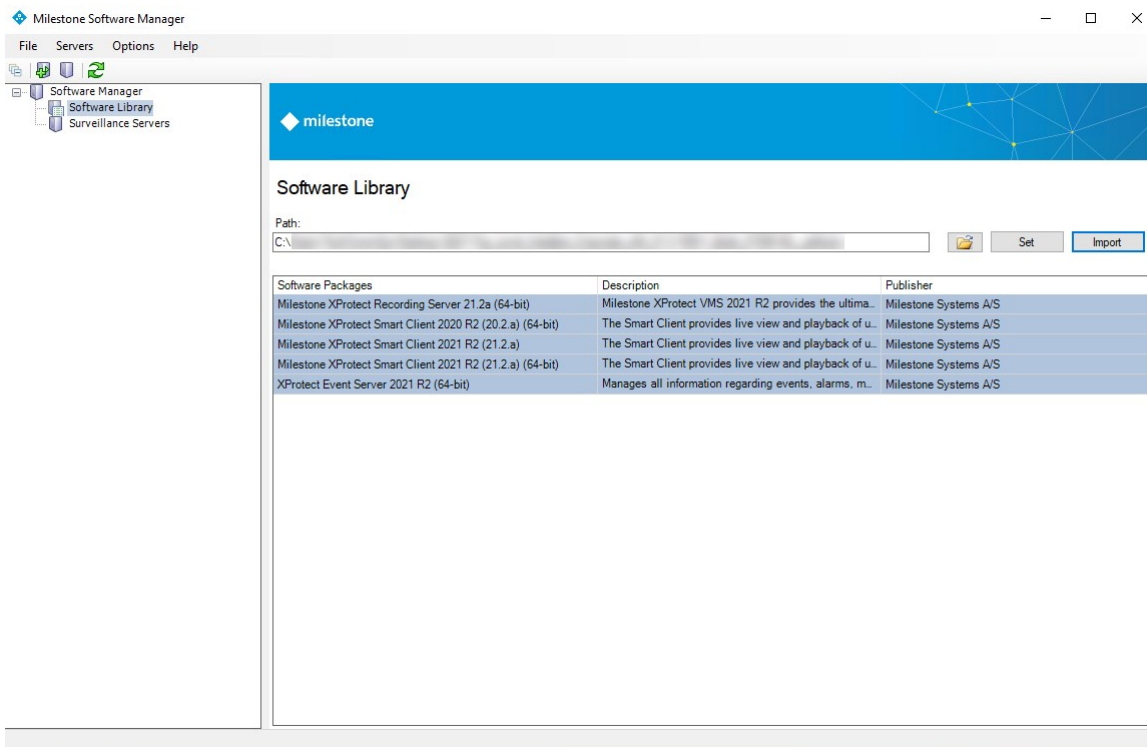 Milestone Software Manager
File Servers Options Help
Software Manager
Software Library
Surveillance Servers
milestone
Software Library
Path:
C:\
Set Import
Software Packages Description Publisher
Milestone XProtect Recording Server 21.2a (64-bit) Milestone XProtect VMS 2021 R2 provides the ultima... Milestone Systems A/S
Milestone XProtect Smart Client 2020 R2 (20.2.a) (64-bit) The Smart Client provides live view and playback of u... Milestone Systems A/S
Milestone XProtect Smart Client 2021 R2 (21.2.a) The Smart Client provides live view and playback of u... Milestone Systems A/S
Milestone XProtect Smart Client 2021 R2 (21.2.a) (64-bit) The Smart Client provides live view and playback of u... Milestone Systems A/S
XProtect Event Server 2021 R2 (64-bit) Manages all information regarding events, alarms, m... Milestone Systems A/S